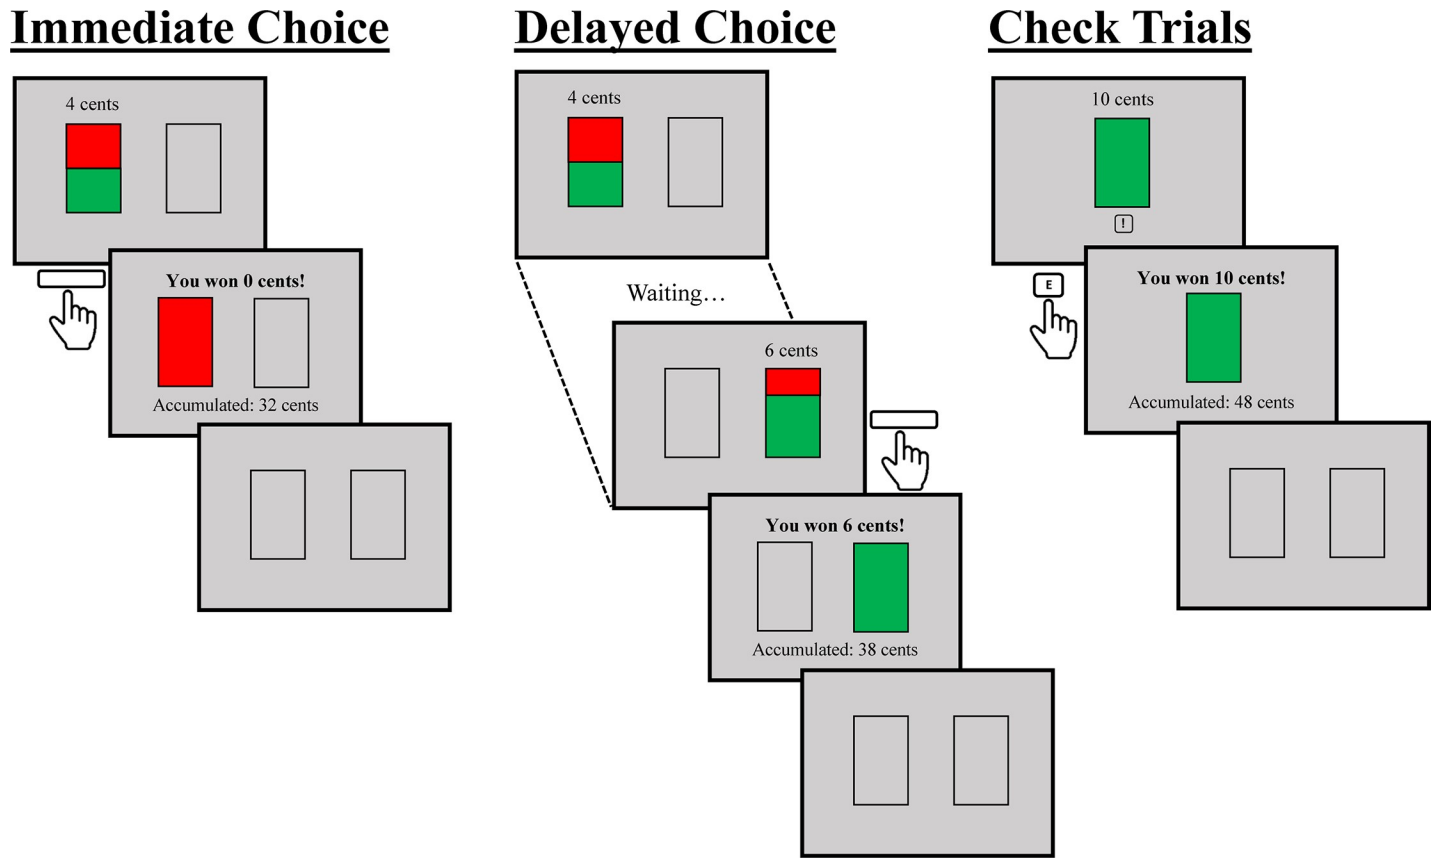 Immediate Choice
4 cents
You won 0 cents!
Accumulated: 32 cents
Delayed Choice
4 cents
Waiting…
6 cents
You won 6 cents!
Accumulated: 38 cents
Check Trials
10 cents
!
E
You won 10 cents!
Accumulated: 48 cents